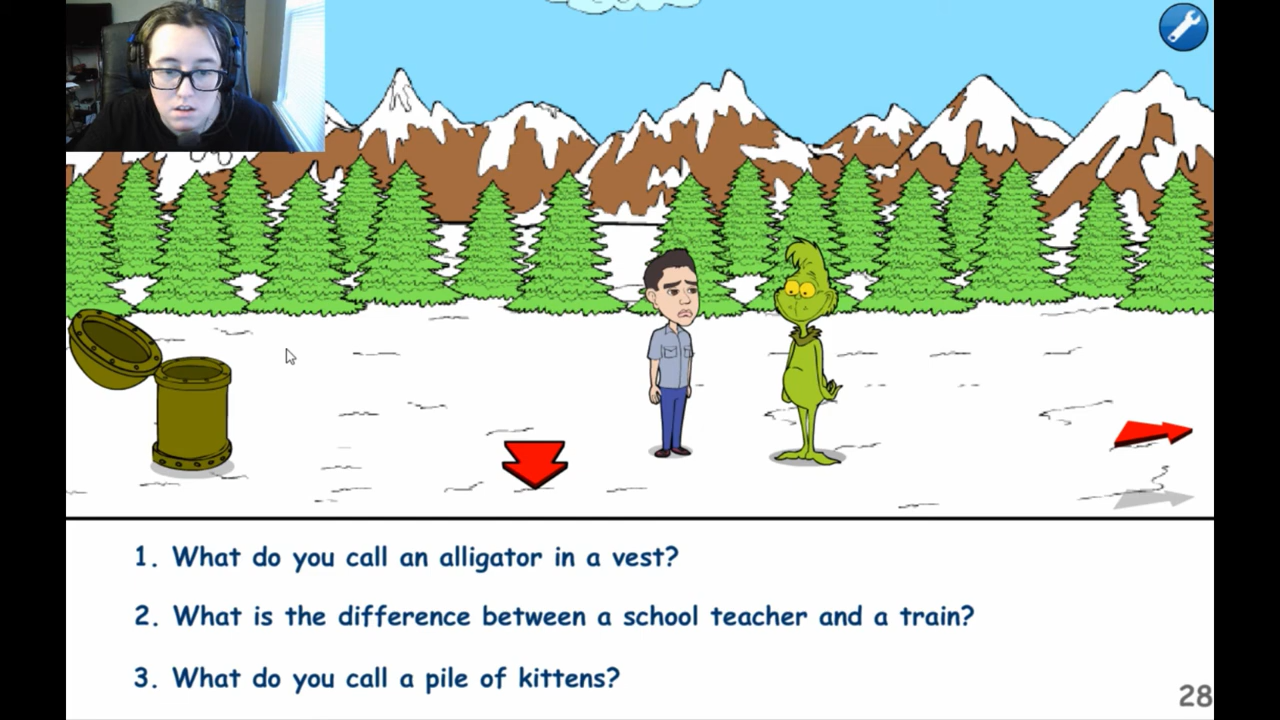 1. What do you call an alligator in a vest?
2. What is the difference between a school teacher and a train?
3. What do you call a pile of kittens?
28